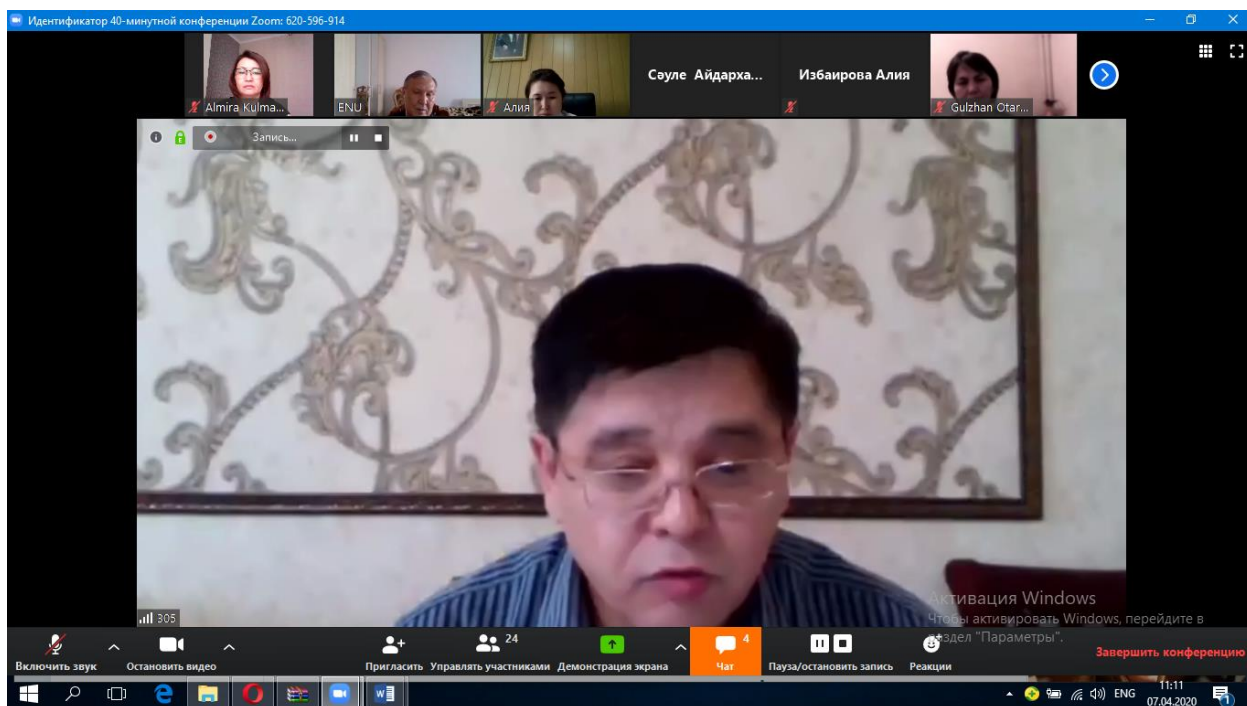 Идентификатор 40-минутной конференции Zoom: 620-596-914
Almira Kulma...
ENU
Алия
Сәуле Айдарха...
Избаирова Алия
Gulzhan Otar...
Запись...
305
Активация Windows
Чтобы активировать Windows, перейдите в
раздел "Параметры".
Включить звук
Остановить видео
Пригласить
24
Управлять участниками
Демонстрация экрана
4
Чат
Пауза/остановить запись
Реакции
Завершить конференцию
ENG
11:11
07.04.2020
1